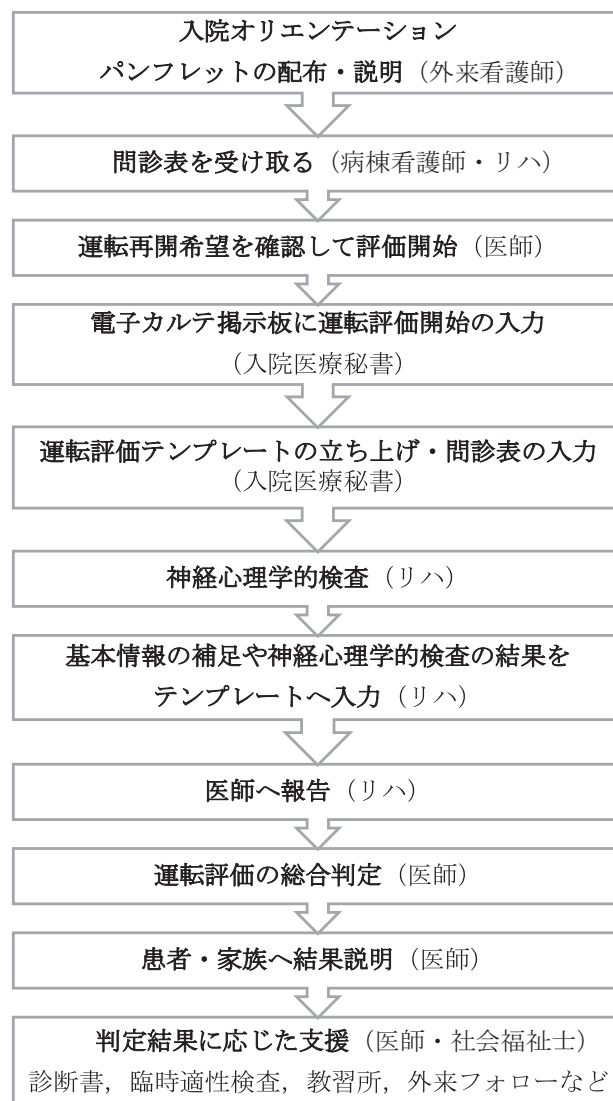 入院オリエンテーション
パンフレットの配布・説明（外来看護師）
問診表を受け取る（病棟看護師・リハ）
運転再開希望を確認して評価開始（医師）
電子カルテ掲示板に運転評価開始の入力
（入院医療秘書）
運転評価テンプレートの立ち上げ・問診表の入力
（入院医療秘書）
神経心理学的検査（リハ）
基本情報の補足や神経心理学的検査の結果を
テンプレートへ入力（リハ）
医師へ報告（リハ）
運転評価の総合判定（医師）
患者・家族へ結果説明（医師）
判定結果に応じた支援（医師・社会福祉士）
診断書，臨時適性検査，教習所，外来フォローなど